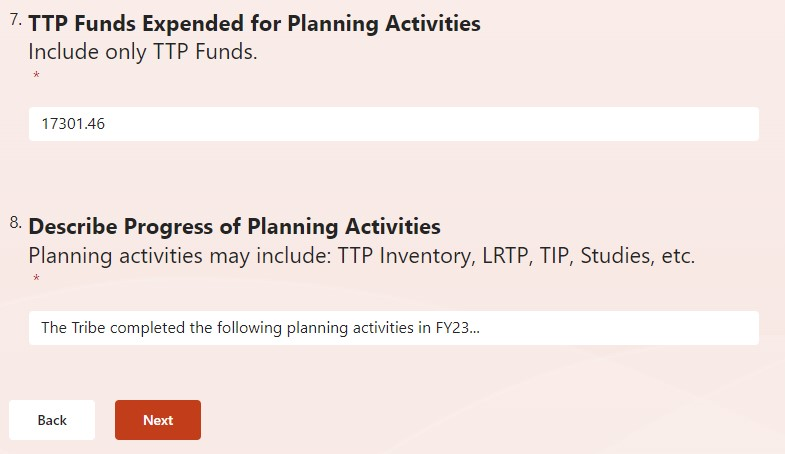 7. TTP Funds Expended for Planning Activities
Include only TTP Funds.
*
17301.46
8. Describe Progress of Planning Activities
Planning activities may include: TTP Inventory, LRTP, TIP, Studies, etc.
*
The Tribe completed the following planning activities in FY23...
Back Next